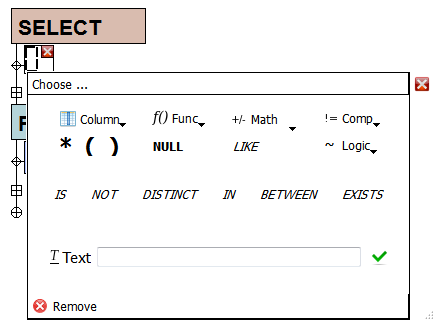 SELECT
Choose ...
Column f() Func +/- Math != Comp
* ( ) NULL LIKE ~ Logic
IS NOT DISTINCT IN BETWEEN EXISTS
T Text
Remove